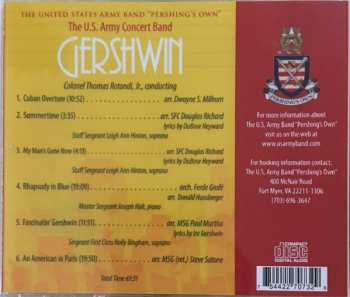 THE UNITED STATES ARMY BAND "PERSHING'S OWN"
The U.S. Army Concert Band
GERSHWIN
Colonel Thomas Rotondi, Jr., conducting
1. Cuban Overture (10:52) arr. Dwayne S. Milburn
2. Summertime (3:35) arr. SFC Douglas Richard
lyrics by DuBose Heyward
Staff Sergeant Leigh Ann Hinton, soprano
3. My Man's Gone Now (4:13) arr. SFC Douglas Richard
lyrics by DuBose Heyward
Staff Sergeant Leigh Ann Hinton, soprano
4. Rhapsody in Blue (19:09) orch. Ferde Grofé
arr. Donald Hunsberger
Master Sergeant Joseph Holt, piano
5. Fascinatin' Gershwin (11:51) arr. MSG Paul Murtha
lyrics by Ira Gershwin
Sergeant First Class Holly Bingham, soprano
6. An American in Paris (19:50) arr. MSG (ret.) Steve Sutsee
Total Time
"PERSHING'S OWN"
For more information about
The U.S. Army Band "Pershing's Own"
visit us on the web at
www.usarmyband.com
For booking information contact:
The U.S. Army Band "Pershing's Own"
400 McNair Road
Fort Myer, VA 22211-1306
(703) 696-3647
COMPACT
disc
DIGITAL AUDIO
7 64422 70732